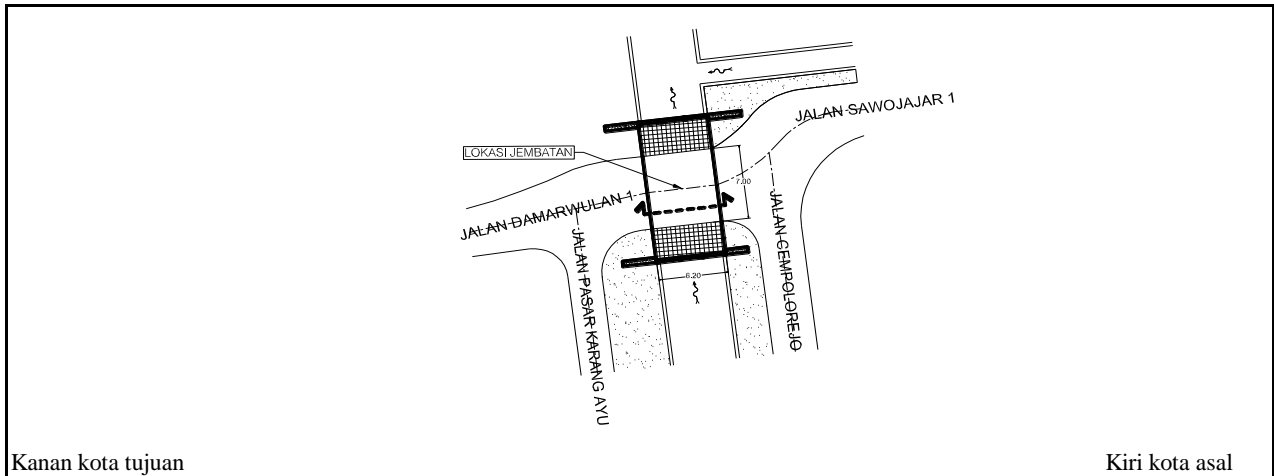 JALAN SAWOJAJAR 1
LOKASI JEMBATAN
7.00
JALAN DAMARWULAN 1
JALAN PASAR KARANG AYU
JALAN CEMPOLOREJO
6.20
Kanan kota tujuan
Kiri kota asal